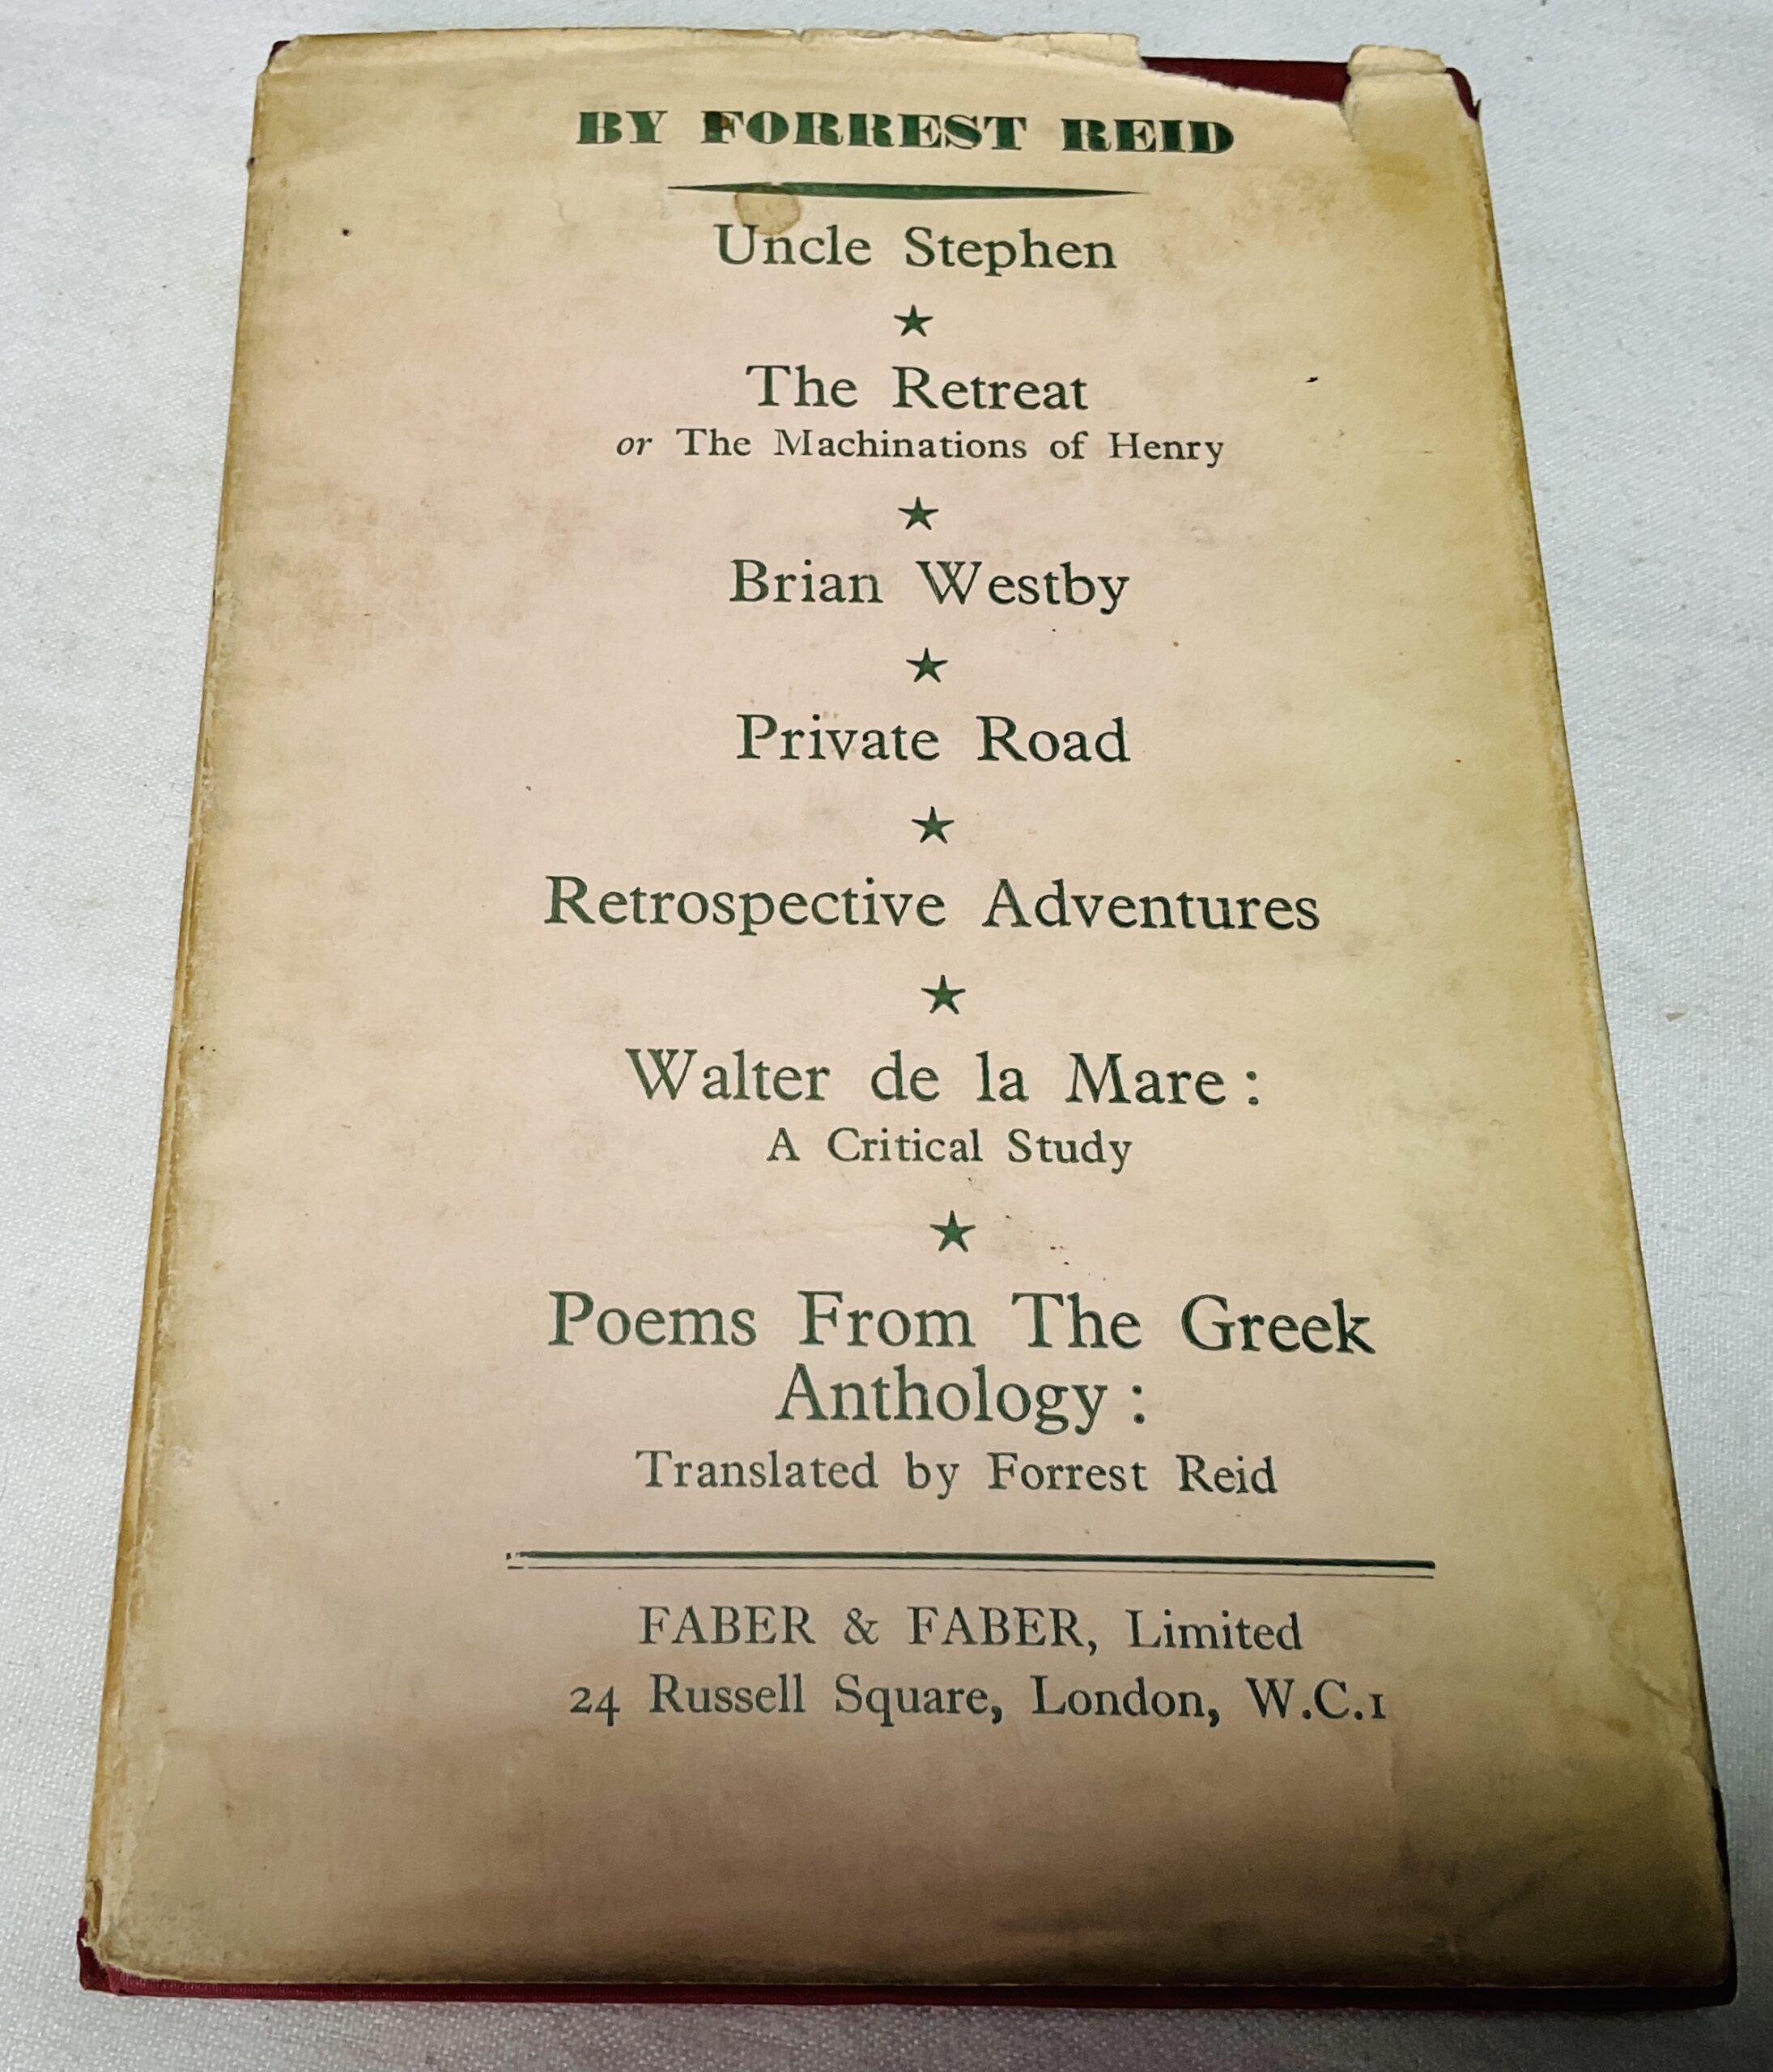 BY FORREST REID
Uncle Stephen
The Retreat
or The Machinations of Henry
Brian Westby
Private Road
Retrospective Adventures
Walter de la Mare :
A Critical Study
Poems From The Greek
Anthology :
Translated by Forrest Reid
FABER & FABER, Limited
24 Russell Square, London, W.C.1